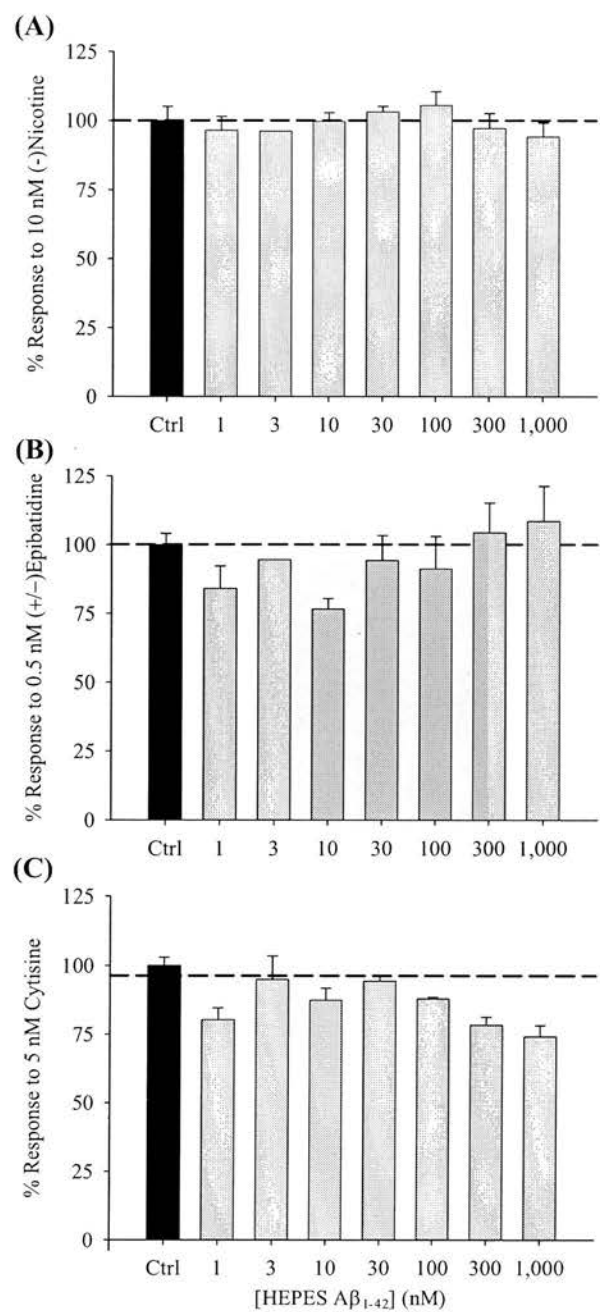 (A)
% Response to 10 nM (-)Nicotine
125
100
75
50
25
0
Ctrl 1 3 10 30 100 300 1,000
(B)
% Response to 0.5 nM (+/−)Epibatidine
125
100
75
50
25
0
Ctrl 1 3 10 30 100 300 1,000
(C)
% Response to 5 nM Cytisine
125
100
75
50
25
0
Ctrl 1 3 10 30 100 300 1,000
[HEPES Aβ₁₋₄₂] (nM)